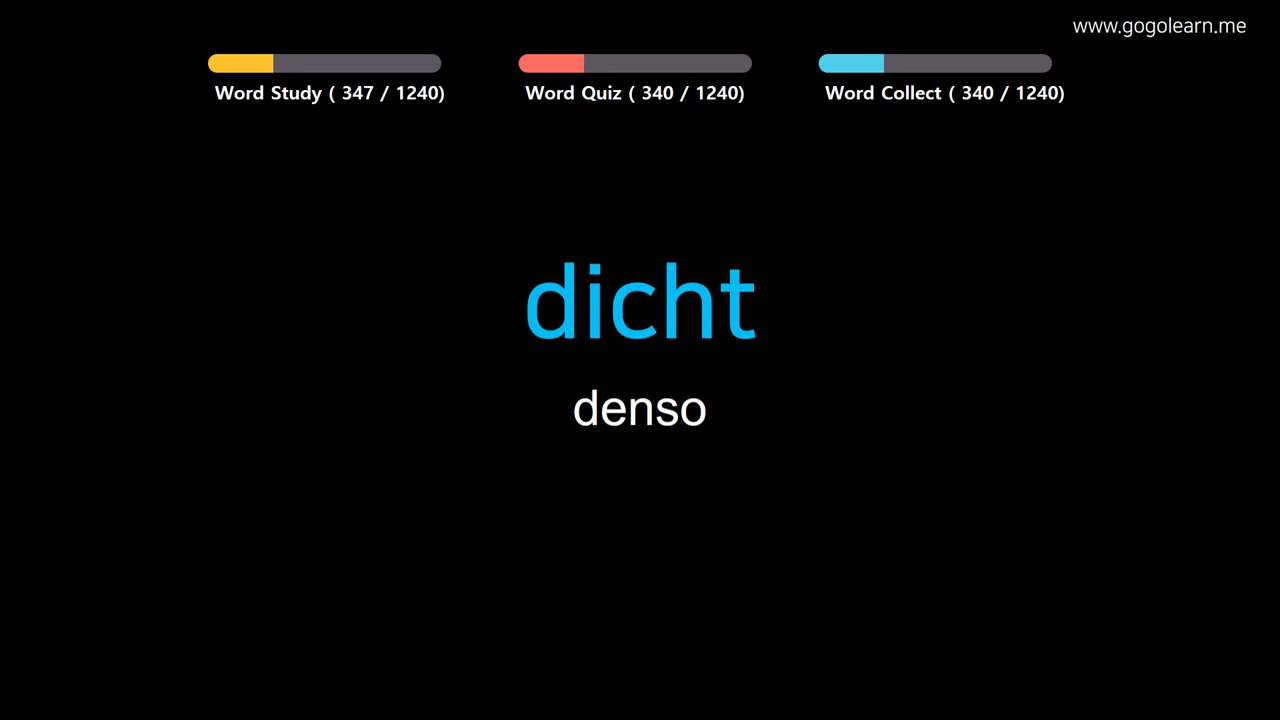 www.gogolearn.me
Word Study ( 347 / 1240)
Word Quiz ( 340 / 1240)
Word Collect ( 340 / 1240)
dicht
denso